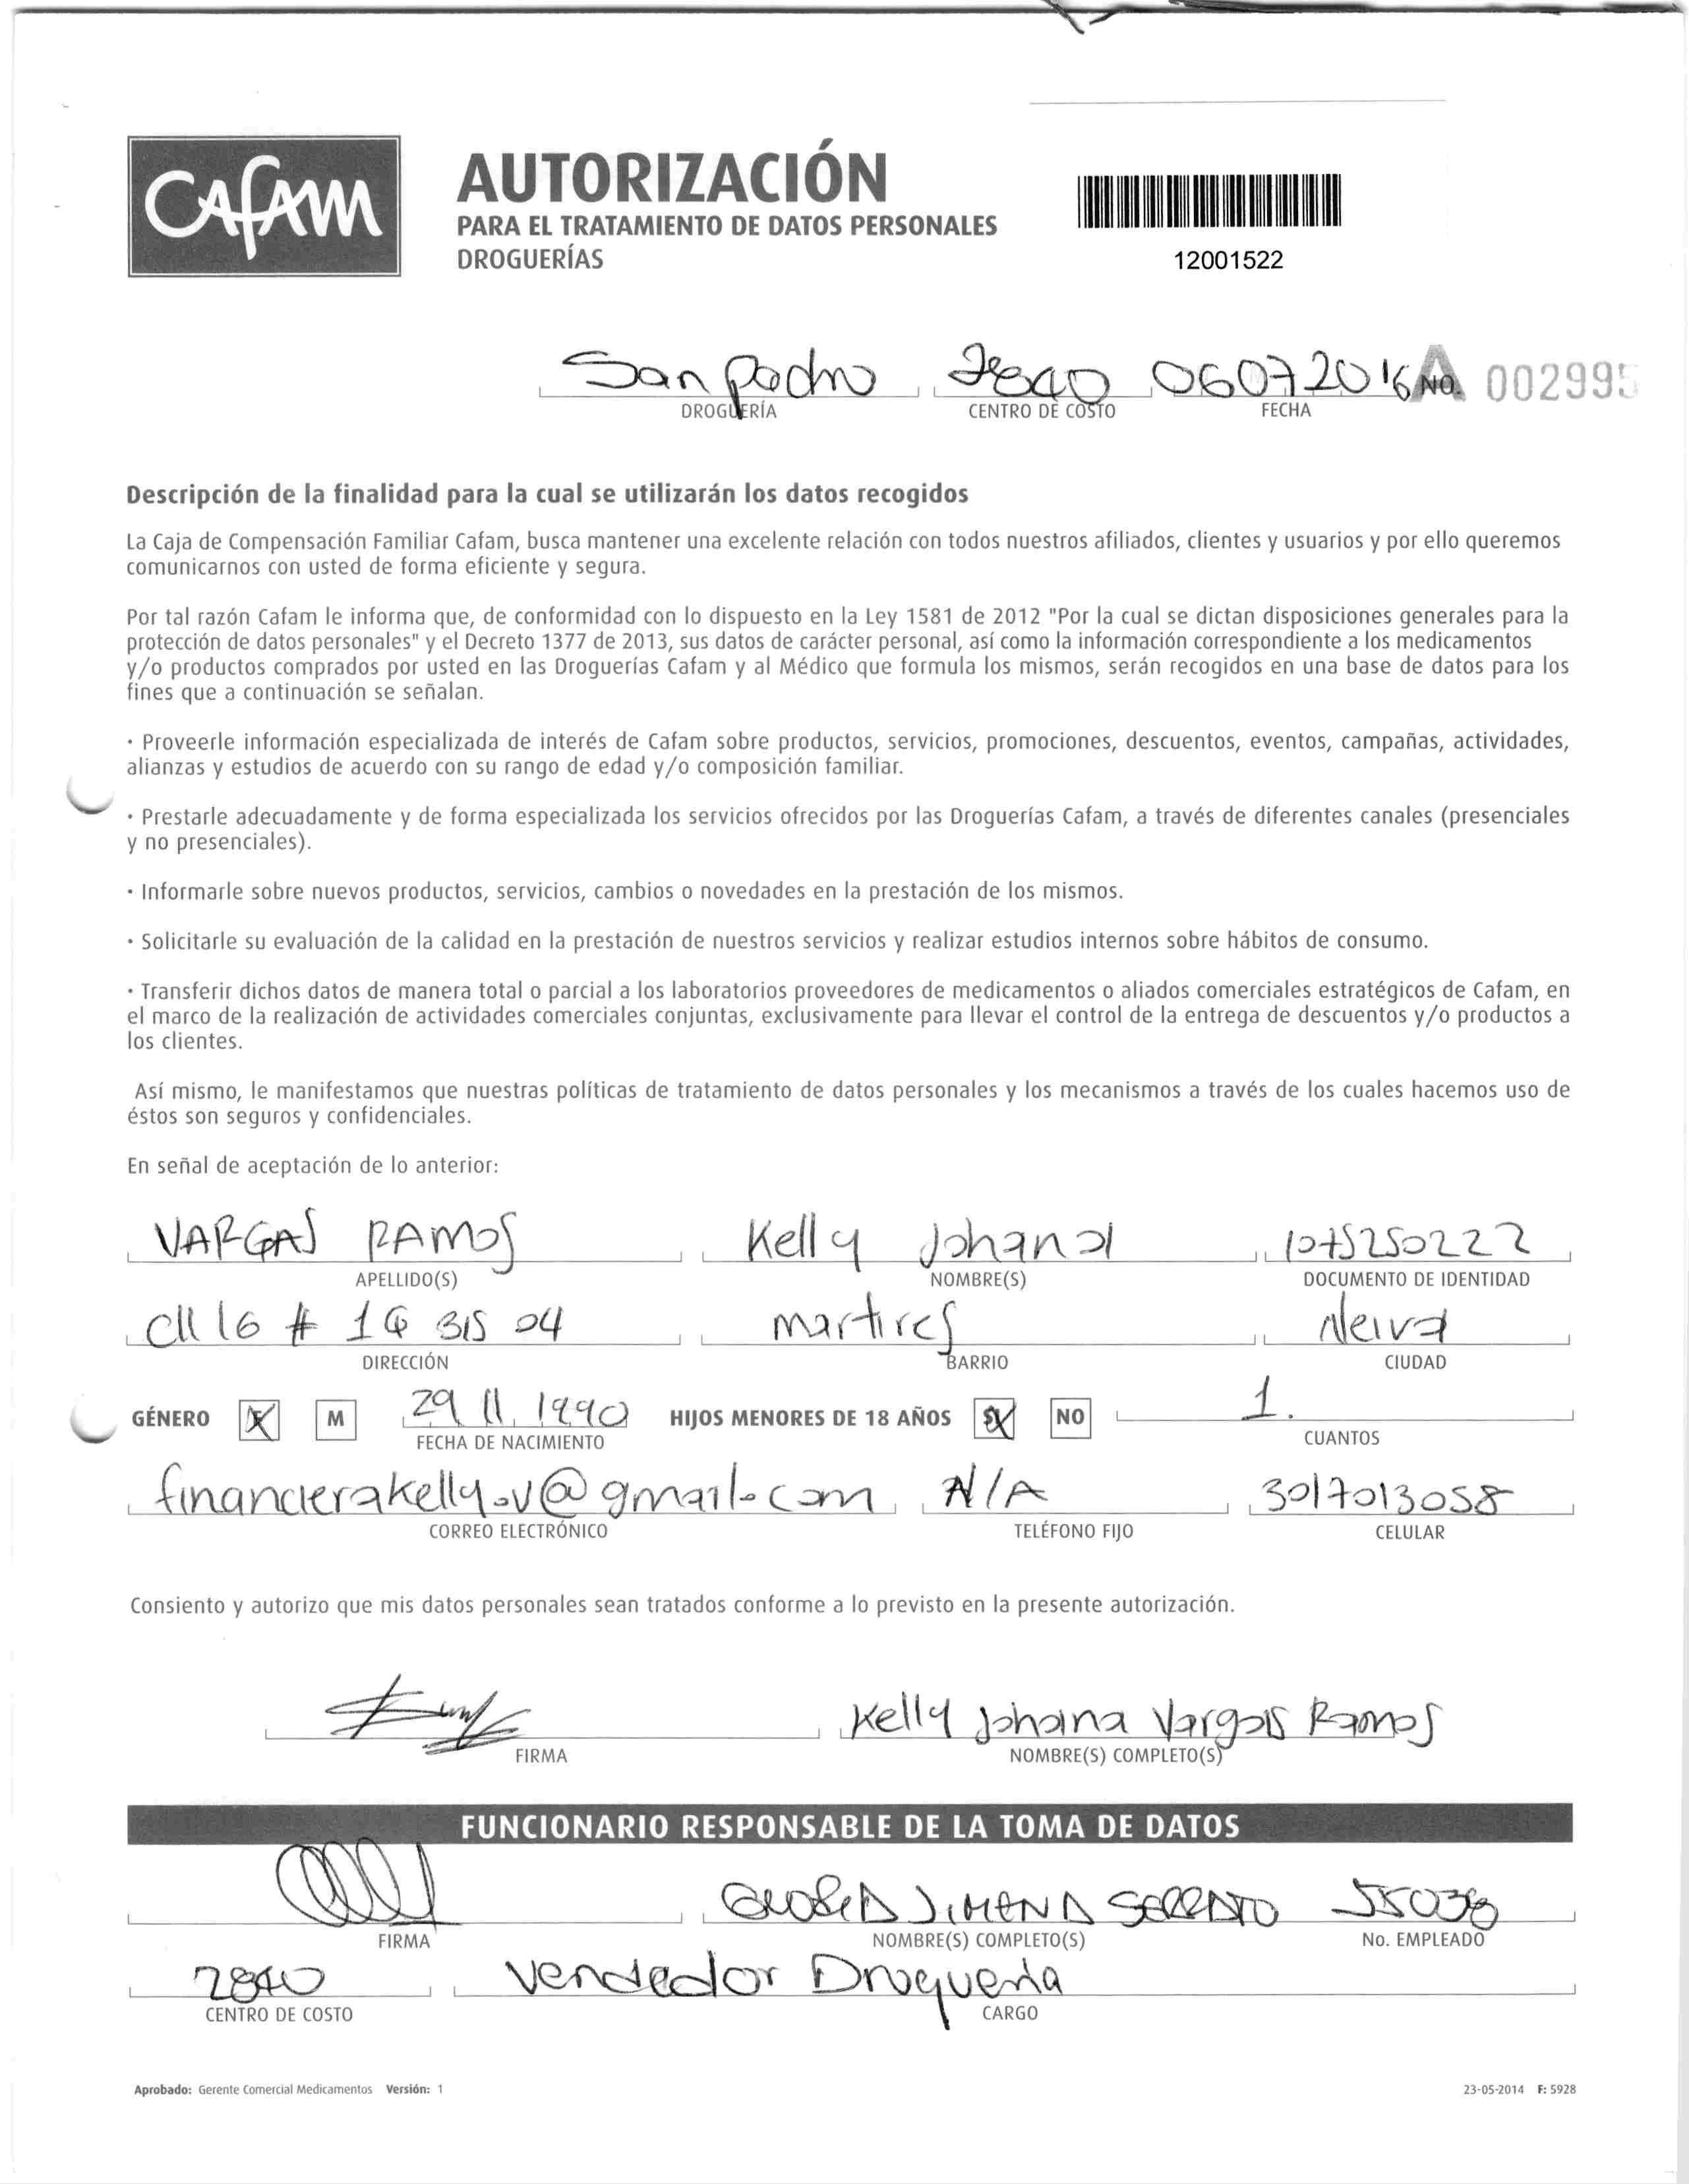 CAFAM
AUTORIZACIÓN
PARA EL TRATAMIENTO DE DATOS PERSONALES
DROGUERÍAS
12001522
San Pedro 2840 06072016 No. A 002995
DROGUERÍA CENTRO DE COSTO FECHA
Descripción de la finalidad para la cual se utilizarán los datos recogidos
La Caja de Compensación Familiar Cafam, busca mantener una excelente relación con todos nuestros afiliados, clientes y usuarios y por ello queremos
comunicarnos con usted de forma eficiente y segura.
Por tal razón Cafam le informa que, de conformidad con lo dispuesto en la Ley 1581 de 2012 "Por la cual se dictan disposiciones generales para la
protección de datos personales" y el Decreto 1377 de 2013, sus datos de carácter personal, así como la información correspondiente a los medicamentos
y/o productos comprados por usted en las Droguerías Cafam y al Médico que formula los mismos, serán recogidos en una base de datos para los
fines que a continuación se señalan.
· Proveerle información especializada de interés de Cafam sobre productos, servicios, promociones, descuentos, eventos, campañas, actividades,
alianzas y estudios de acuerdo con su rango de edad y/o composición familiar.
· Prestarle adecuadamente y de forma especializada los servicios ofrecidos por las Droguerías Cafam, a través de diferentes canales (presenciales
y no presenciales).
· Informarle sobre nuevos productos, servicios, cambios o novedades en la prestación de los mismos.
· Solicitarle su evaluación de la calidad en la prestación de nuestros servicios y realizar estudios internos sobre hábitos de consumo.
· Transferir dichos datos de manera total o parcial a los laboratorios proveedores de medicamentos o aliados comerciales estratégicos de Cafam, en
el marco de la realización de actividades comerciales conjuntas, exclusivamente para llevar el control de la entrega de descuentos y/o productos a
los clientes.
Así mismo, le manifestamos que nuestras políticas de tratamiento de datos personales y los mecanismos a través de los cuales hacemos uso de
éstos son seguros y confidenciales.
En señal de aceptación de lo anterior:
VARGAS RAMOS Kelly Johana 1075250222
APELLIDO(S) NOMBRE(S) DOCUMENTO DE IDENTIDAD
Cll 16 # 1G BIS 04 martires Neiva
DIRECCIÓN BARRIO CIUDAD
GÉNERO F M 29 11 1990 HIJOS MENORES DE 18 AÑOS SI NO 1.
FECHA DE NACIMIENTO CUANTOS
financierakelly.v@gmail.com N/A 3017013058
CORREO ELECTRÓNICO TELÉFONO FIJO CELULAR
Consiento y autorizo que mis datos personales sean tratados conforme a lo previsto en la presente autorización.
Kelly Johana Vargas Ramos
FIRMA NOMBRE(S) COMPLETO(S)
FUNCIONARIO RESPONSABLE DE LA TOMA DE DATOS
JIMENA 55038
FIRMA NOMBRE(S) COMPLETO(S) No. EMPLEADO
2840 Vendedor Drogueria
CENTRO DE COSTO CARGO
Aprobado: Gerente Comercial Medicamentos Versión: 1 23-05-2014 F: 5928